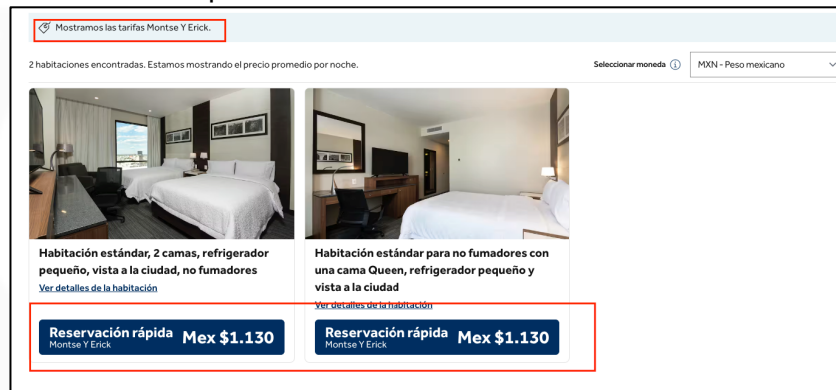 Mostramos las tarifas Montse Y Erick.
2 habitaciones encontradas. Estamos mostrando el precio promedio por noche.
Seleccionar moneda
MXN - Peso mexicano
Habitación estándar, 2 camas, refrigerador
pequeño, vista a la ciudad, no fumadores
Ver detalles de la habitación
Reservación rápida
Montse Y Erick
Mex $1.130
Habitación estándar para no fumadores con
una cama Queen, refrigerador pequeño y
vista a la ciudad
Ver detalles de la habitación
Reservación rápida
Montse Y Erick
Mex $1.130